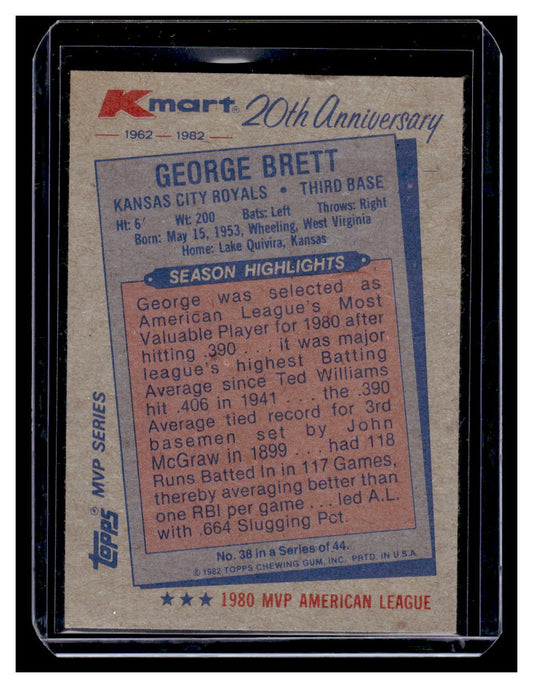 Kmart® 20th Anniversary
— 1962 — 1982 —
GEORGE BRETT
KANSAS CITY ROYALS • THIRD BASE
Ht: 6' Wt: 200 Bats: Left Throws: Right
Born: May 15, 1953, Wheeling, West Virginia
Home: Lake Quivira, Kansas
SEASON HIGHLIGHTS
George was selected as
American League's Most
Valuable Player for 1980 after
hitting .390 . . . . it was major
league's highest Batting
Average since Ted Williams
hit .406 in 1941 . . . . the .390
Average tied record for 3rd
basemen set by John
McGraw in 1899 . . . . had 118
Runs Batted In in 117 Games,
thereby averaging better than
one RBI per game . . . . led A.L.
with .664 Slugging Pct.
No. 38 in a Series of 44.
© 1982 TOPPS CHEWING GUM, INC. PRTD. IN U.S.A.
TOPPS® MVP SERIES
★★★ 1980 MVP AMERICAN LEAGUE